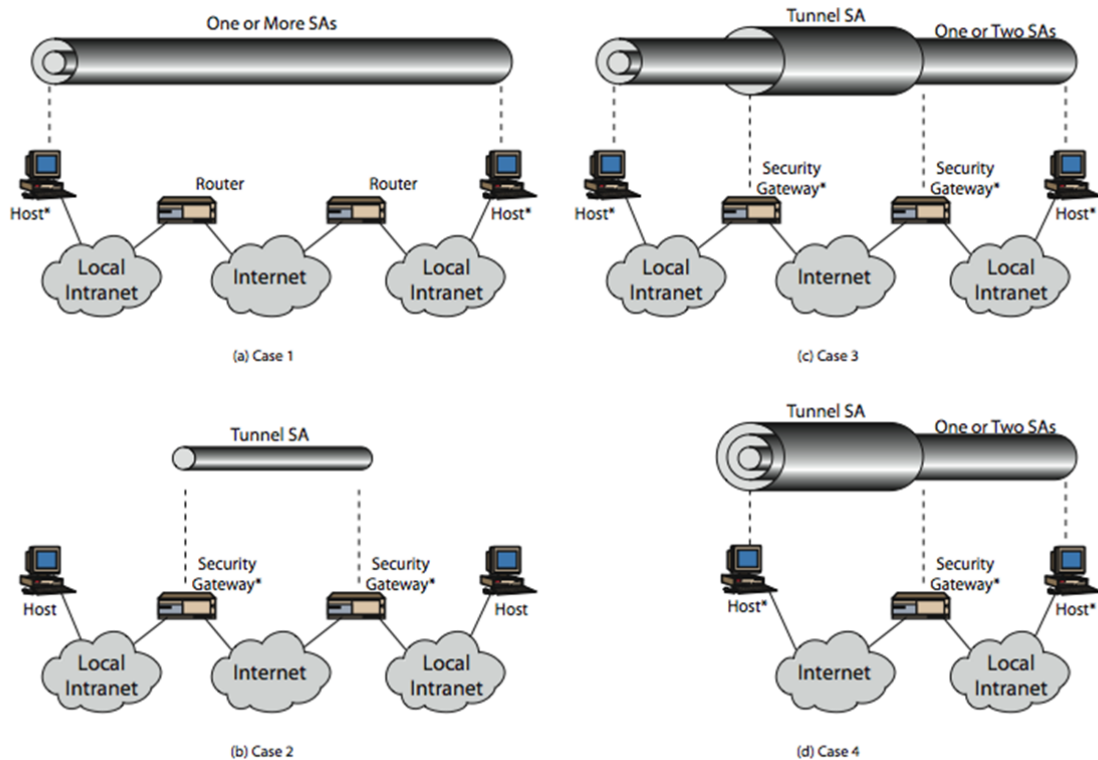 One or More SAs
Router
Router
Host*
Host*
Local
Intranet
Internet
Local
Intranet
(a) Case 1
Tunnel SA
One or Two SAs
Security
Gateway*
Security
Gateway*
Host*
Host*
Local
Intranet
Internet
Local
Intranet
(c) Case 3
Tunnel SA
Security
Gateway*
Security
Gateway*
Host
Host
Local
Intranet
Internet
Local
Intranet
(b) Case 2
Tunnel SA
One or Two SAs
Security
Gateway*
Host*
Host*
Internet
Local
Intranet
(d) Case 4